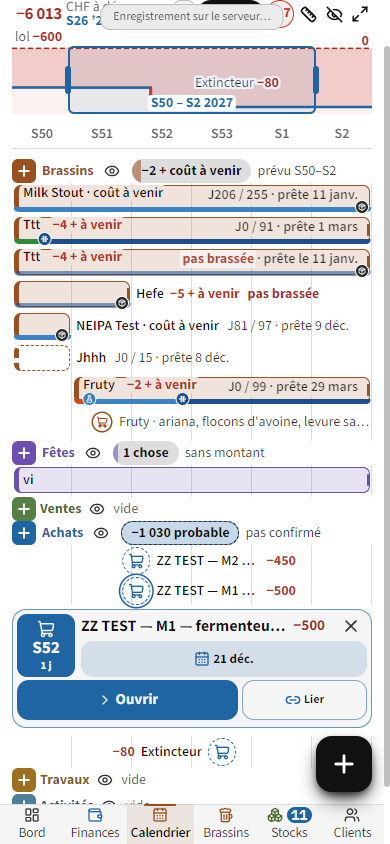 −6 013 CHF à dé
S26 '2
Enregistrement sur le serveur…
7
lol −600
0
Extincteur −80
S50 – S2 2027
S50 S51 S52 S53 S1 S2
Brassins −2 + coût à venir prévu S50–S2
Milk Stout · coût à venir J206 / 255 · prête 11 janv.
Ttt −4 + à venir J0 / 91 · prête 1 mars
Ttt −4 + à venir pas brassée · prête le 11 janv.
Hefe −5 + à venir pas brassée
NEIPA Test · coût à venir J81 / 97 · prête 9 déc.
Jhhh J0 / 15 · prête 8 déc.
Fruty −2 + à venir J0 / 99 · prête 29 mars
Fruty · ariana, flocons d'avoine, levure sa…
Fêtes 1 chose sans montant
vi
Ventes vide
Achats −1 030 probable pas confirmé
ZZ TEST — M2 … −450
ZZ TEST — M1 … −500
S52
1 j
ZZ TEST — M1 — fermenteu… −500
21 déc.
Ouvrir
Lier
−80 Extincteur
Travaux vide
Activités vide
Bord Finances Calendrier Brassins Stocks 11 Clients